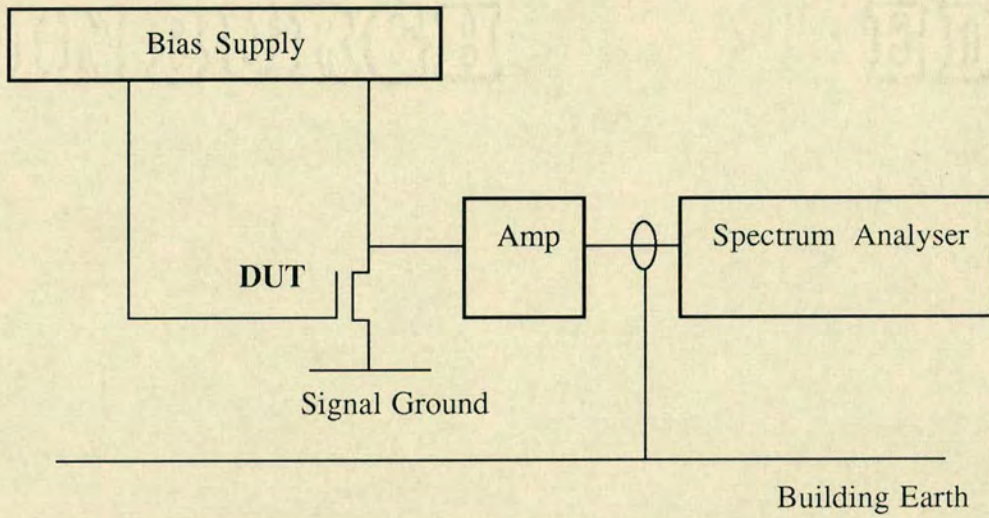 Bias Supply
Amp
Spectrum Analyser
DUT
Signal Ground
Building Earth